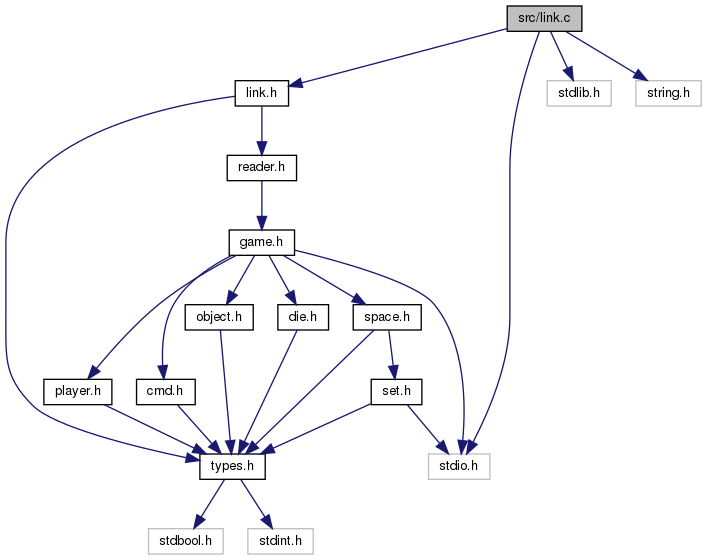 src/link.c
link.h
stdlib.h
string.h
reader.h
game.h
object.h
die.h
space.h
player.h
cmd.h
set.h
types.h
stdio.h
stdbool.h
stdint.h